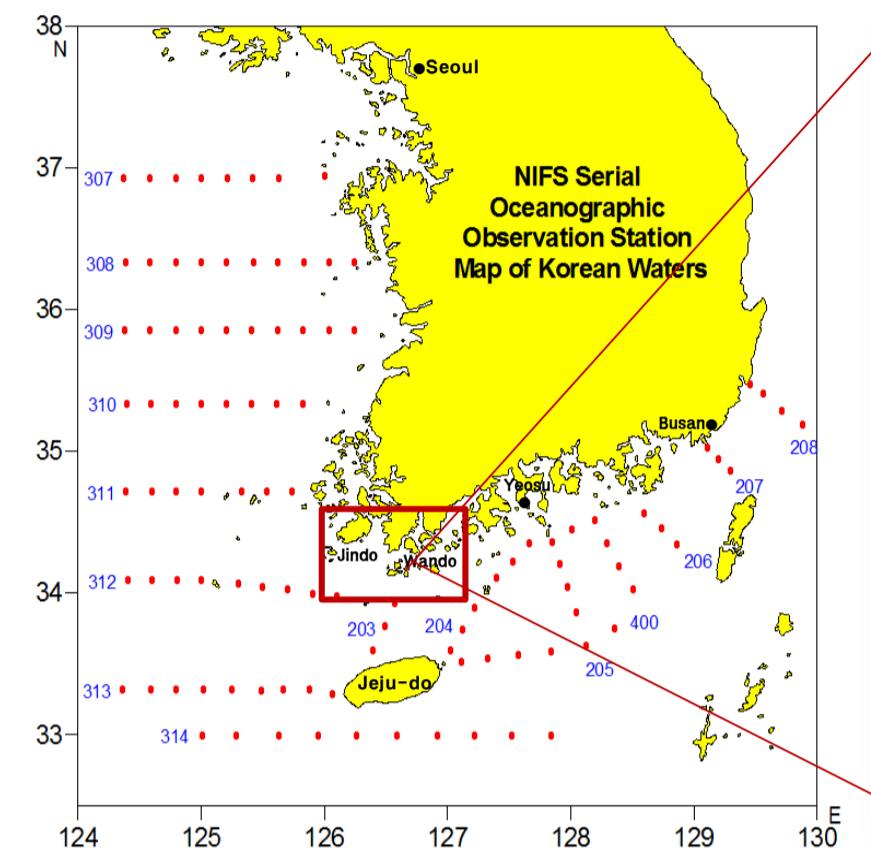 38
N
Seoul
37
307
NIFS Serial
Oceanographic
Observation Station
Map of Korean Waters
308
36
309
310
Busan
208
35
Yeosu
207
311
Jindo
Wando
206
312
34
203
204
400
205
313
Jeju-do
33
314
E
124
125
126
127
128
129
130